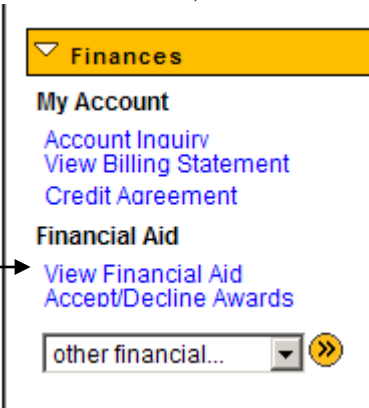 Finances
My Account
Account Inquiry
View Billing Statement
Credit Agreement
Financial Aid
View Financial Aid
Accept/Decline Awards
other financial...